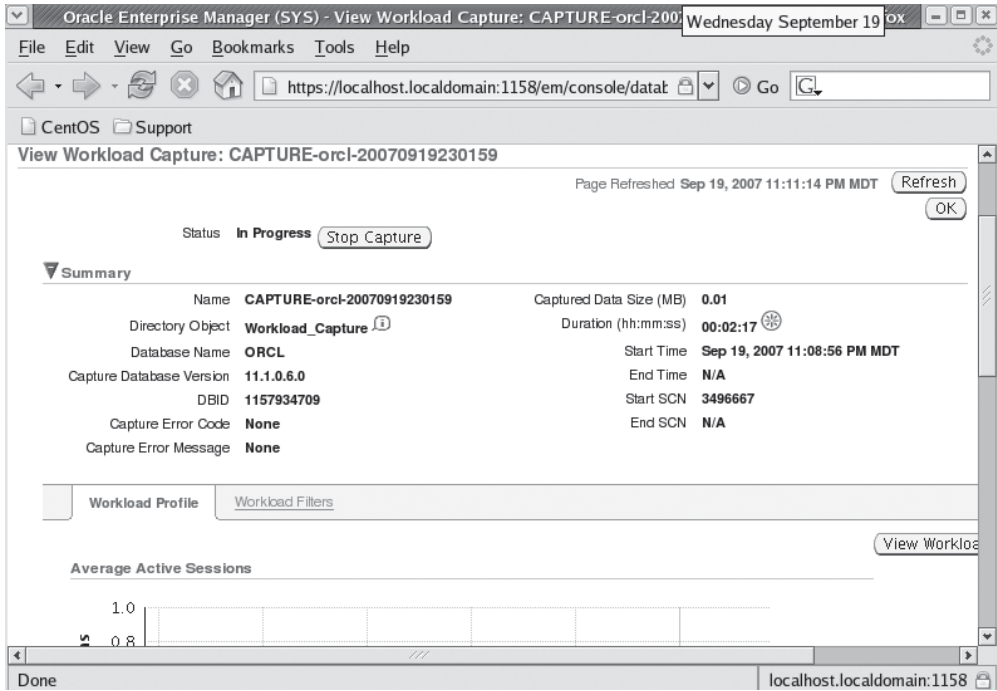 Oracle Enterprise Manager (SYS) - View Workload Capture: CAPTURE-orcl-200
Wednesday September 19
ox
File Edit View Go Bookmarks Tools Help
https://localhost.localdomain:1158/em/console/datat
Go
G
CentOS Support
View Workload Capture: CAPTURE-orcl-20070919230159
Page Refreshed Sep 19, 2007 11:11:14 PM MDT Refresh
OK
Status In Progress Stop Capture
Summary
Name CAPTURE-orcl-20070919230159 Captured Data Size (MB) 0.01
Directory Object Workload_Capture i Duration (hh:mm:ss) 00:02:17
Database Name ORCL Start Time Sep 19, 2007 11:08:56 PM MDT
Capture Database Version 11.1.0.6.0 End Time N/A
DBID 1157934709 Start SCN 3496667
Capture Error Code None End SCN N/A
Capture Error Message None
Workload Profile Workload Filters
View Workloa
Average Active Sessions
1.0
0.8
Done localhost.localdomain:1158